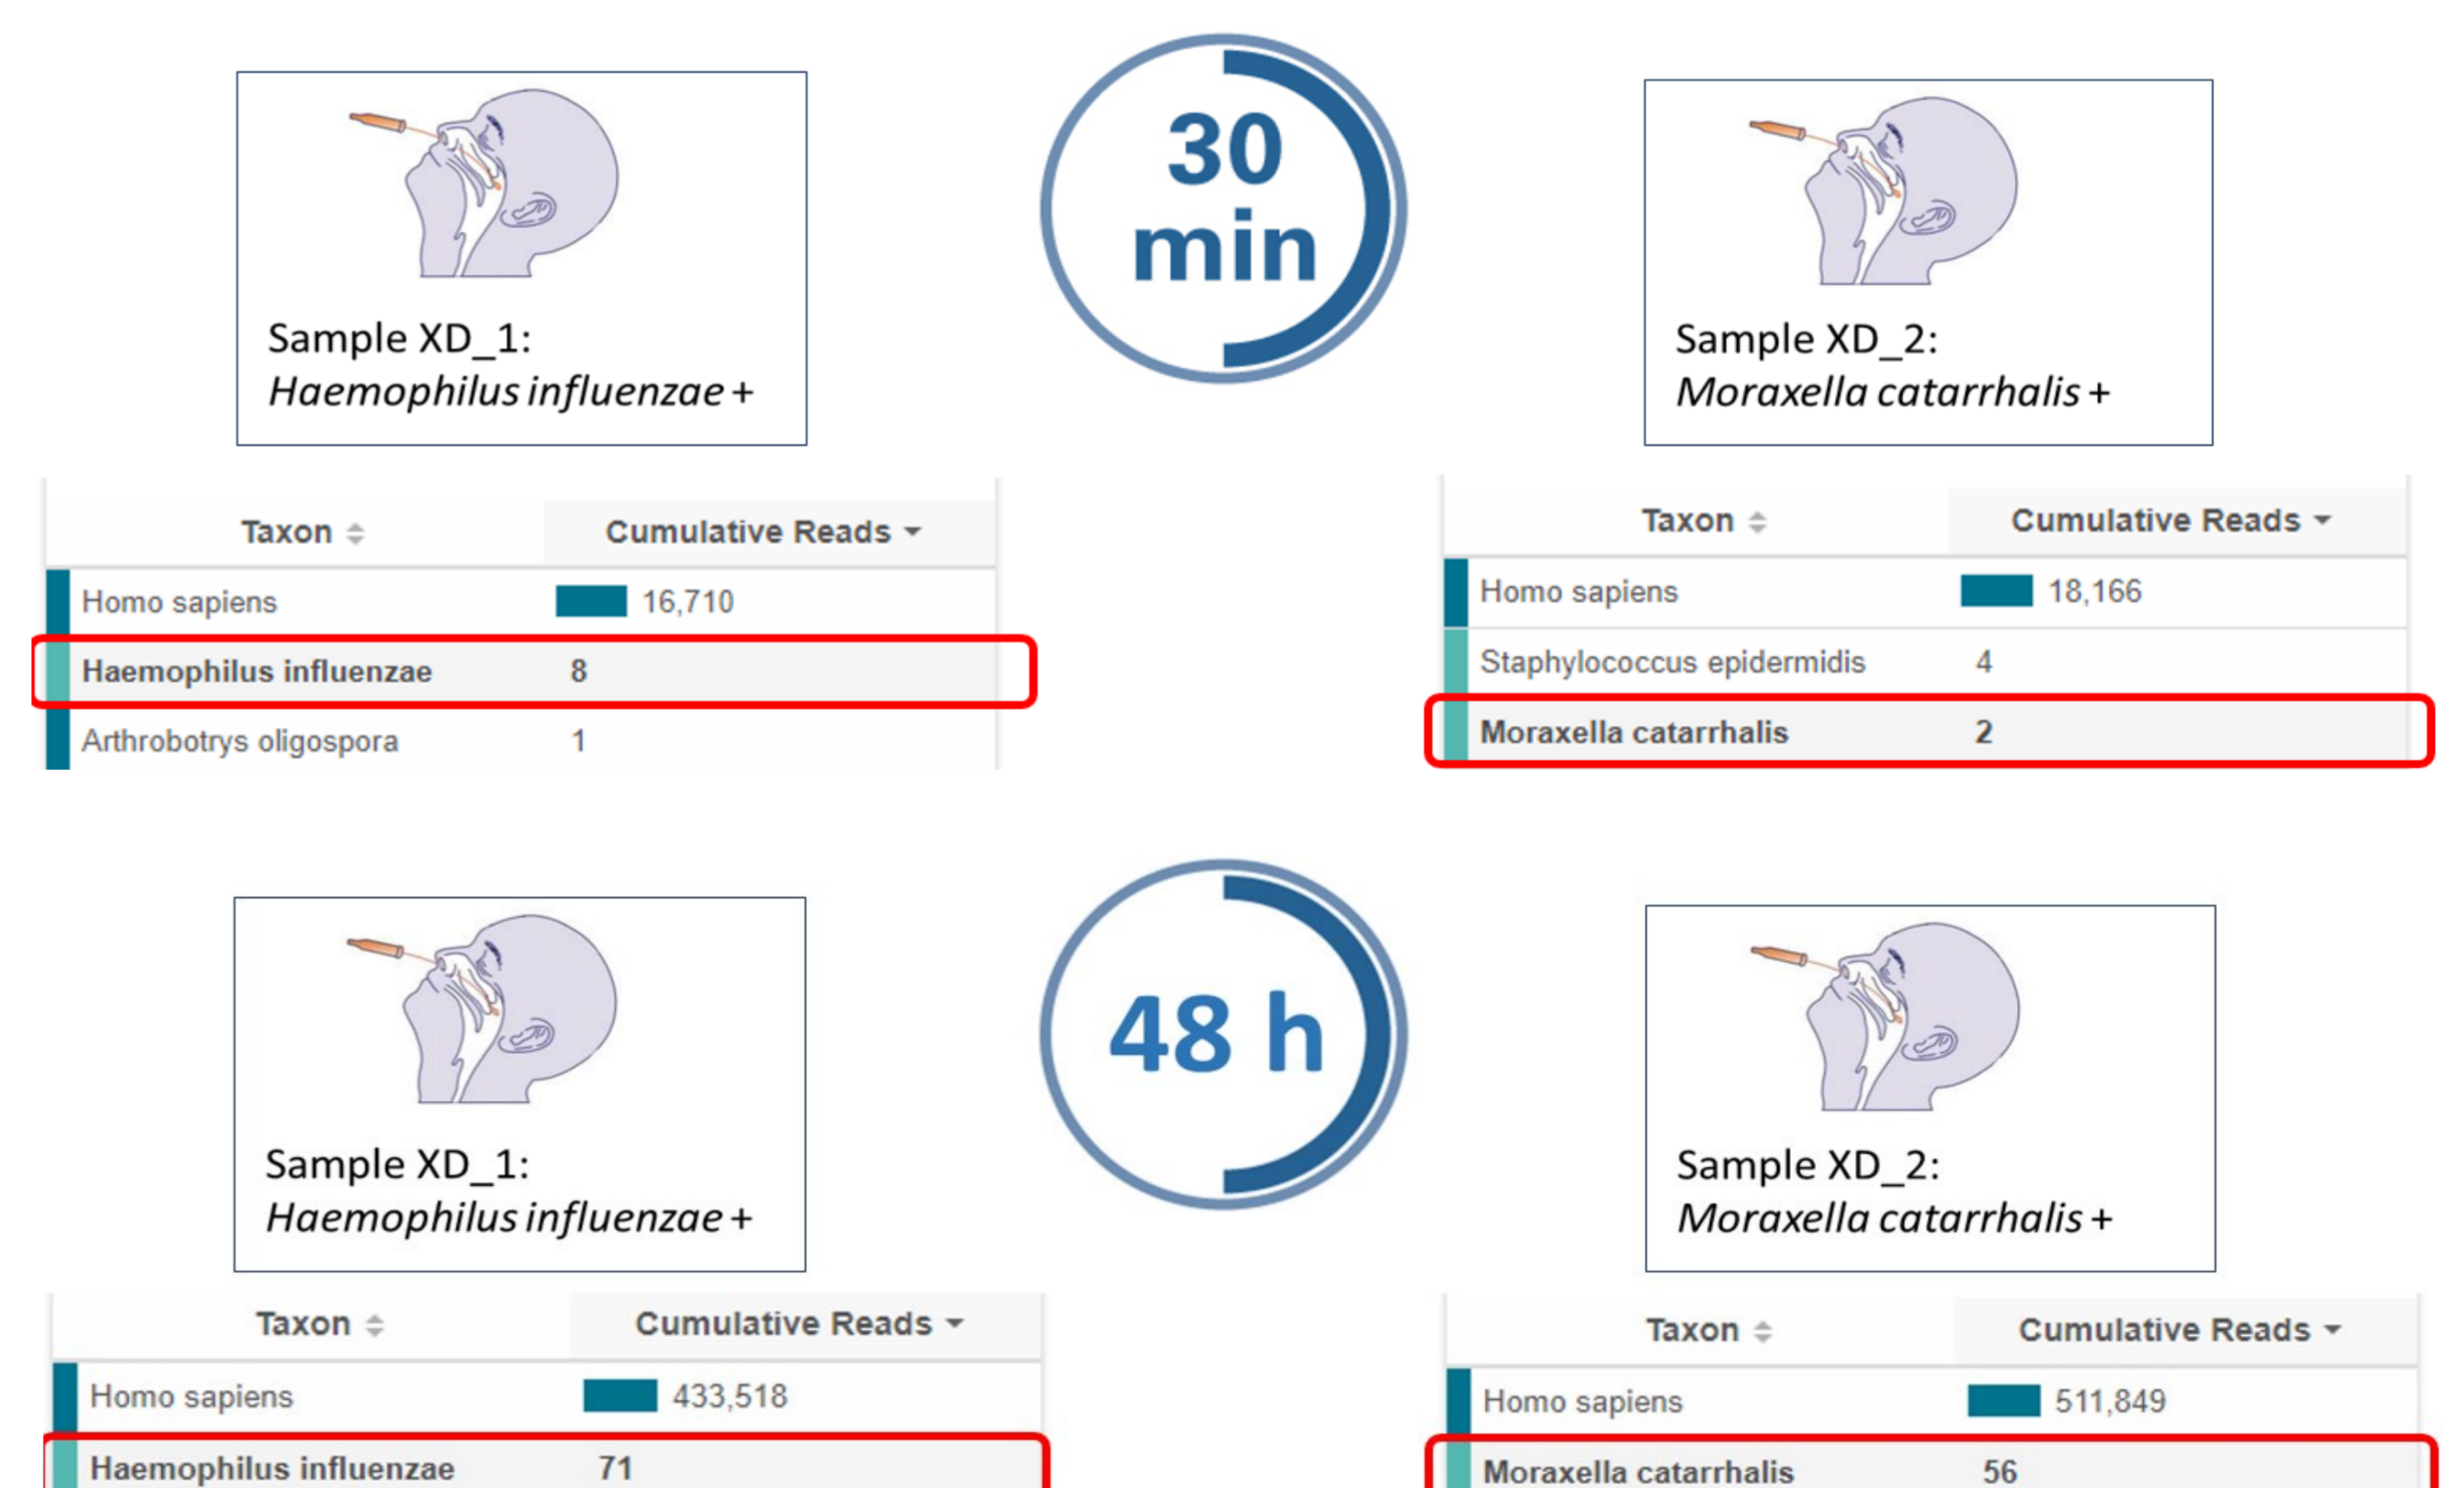 30
min
Sample XD_1:
Haemophilus influenzae +
Sample XD_2:
Moraxella catarrhalis +
Taxon Cumulative Reads
Homo sapiens 16,710
Haemophilus influenzae 8
Arthrobotrys oligospora 1
Taxon Cumulative Reads
Homo sapiens 18,166
Staphylococcus epidermidis 4
Moraxella catarrhalis 2
48 h
Sample XD_1:
Haemophilus influenzae +
Sample XD_2:
Moraxella catarrhalis +
Taxon Cumulative Reads
Homo sapiens 433,518
Haemophilus influenzae 71
Taxon Cumulative Reads
Homo sapiens 511,849
Moraxella catarrhalis 56